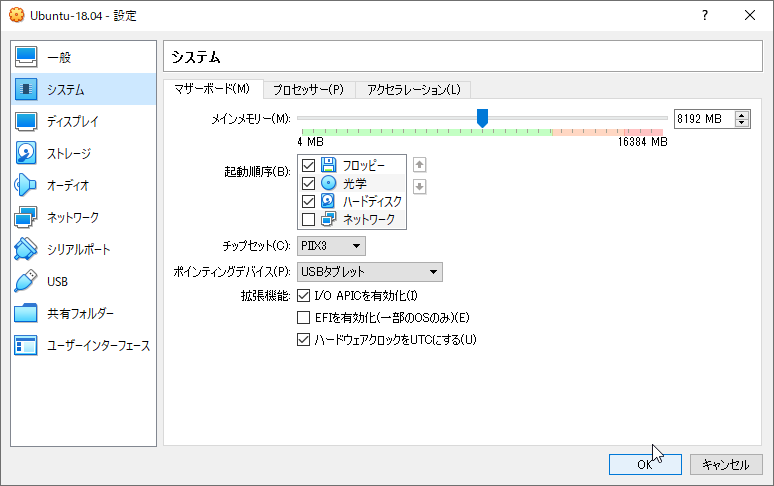 Ubuntu-18.04 - 設定
一般
システム
ディスプレイ
ストレージ
オーディオ
ネットワーク
シリアルポート
USB
共有フォルダー
ユーザーインターフェース
システム
マザーボード(M) プロセッサー(P) アクセラレーション(L)
メインメモリー(M): 8192 MB
4 MB 16384 MB
起動順序(B): フロッピー
光学
ハードディスク
ネットワーク
チップセット(C): PIIX3
ポインティングデバイス(P): USBタブレット
拡張機能: I/O APICを有効化(I)
EFIを有効化(一部のOSのみ)(E)
ハードウェアクロックをUTCにする(U)
OK キャンセル